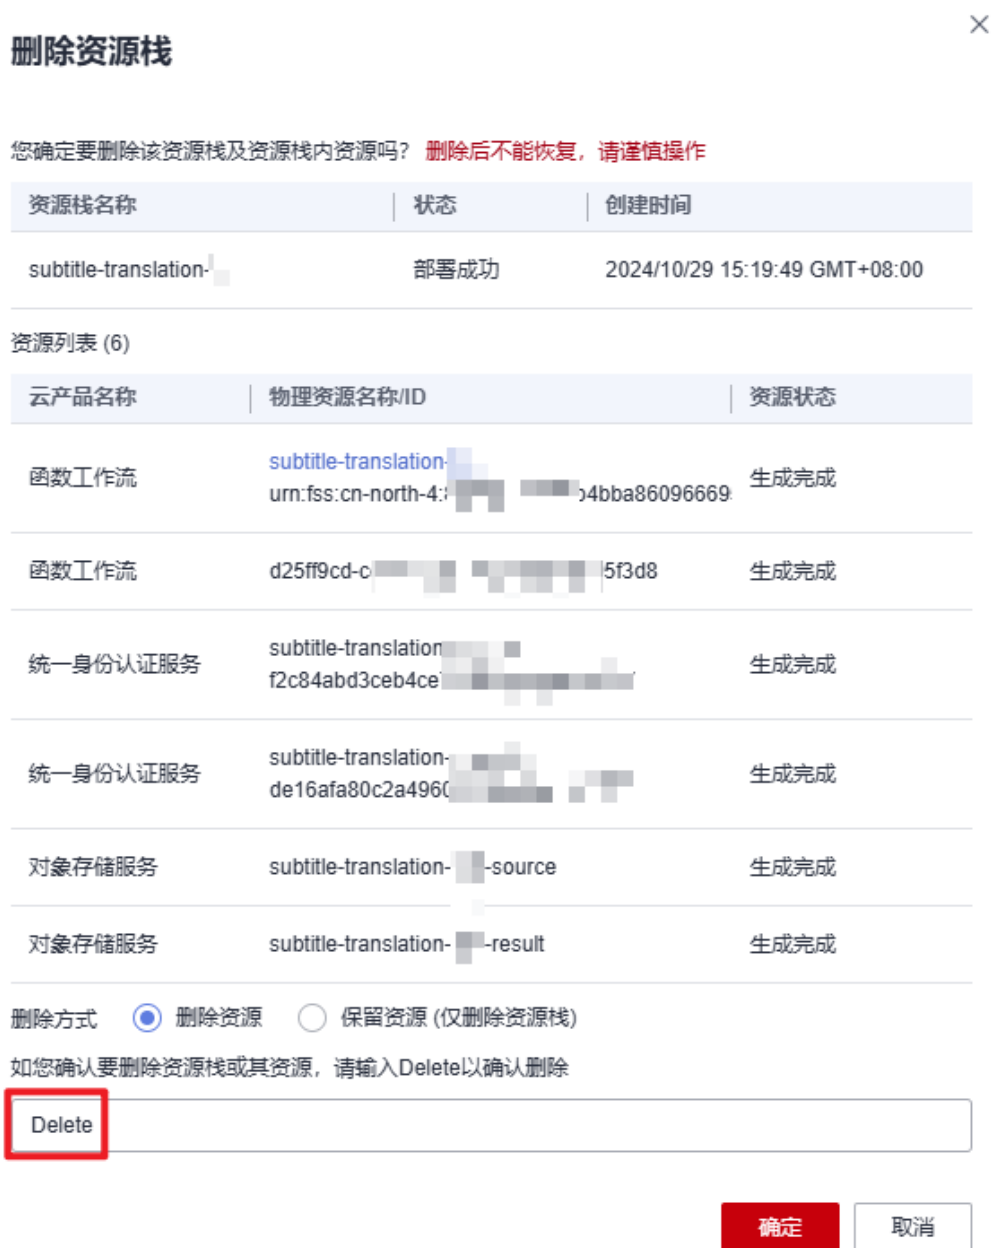 删除资源栈
您确定要删除该资源栈及资源栈内资源吗？ 删除后不能恢复，请谨慎操作
资源栈名称 状态 创建时间
subtitle-translation- 部署成功 2024/10/29 15:19:49 GMT+08:00
资源列表 (6)
云产品名称 物理资源名称/ID 资源状态
subtitle-translation-
函数工作流 生成完成
urn:fss:cn-north-4: b4bba86096669
函数工作流 d25ff9cd-c 5f3d8 生成完成
subtitle-translation
统一身份认证服务 生成完成
f2c84abd3ceb4ce
subtitle-translation-
统一身份认证服务 生成完成
de16afa80c2a4960
对象存储服务 subtitle-translation- -source 生成完成
对象存储服务 subtitle-translation- -result 生成完成
删除方式 删除资源 保留资源 (仅删除资源栈)
如您确认要删除资源栈或其资源，请输入Delete以确认删除
Delete
确定 取消